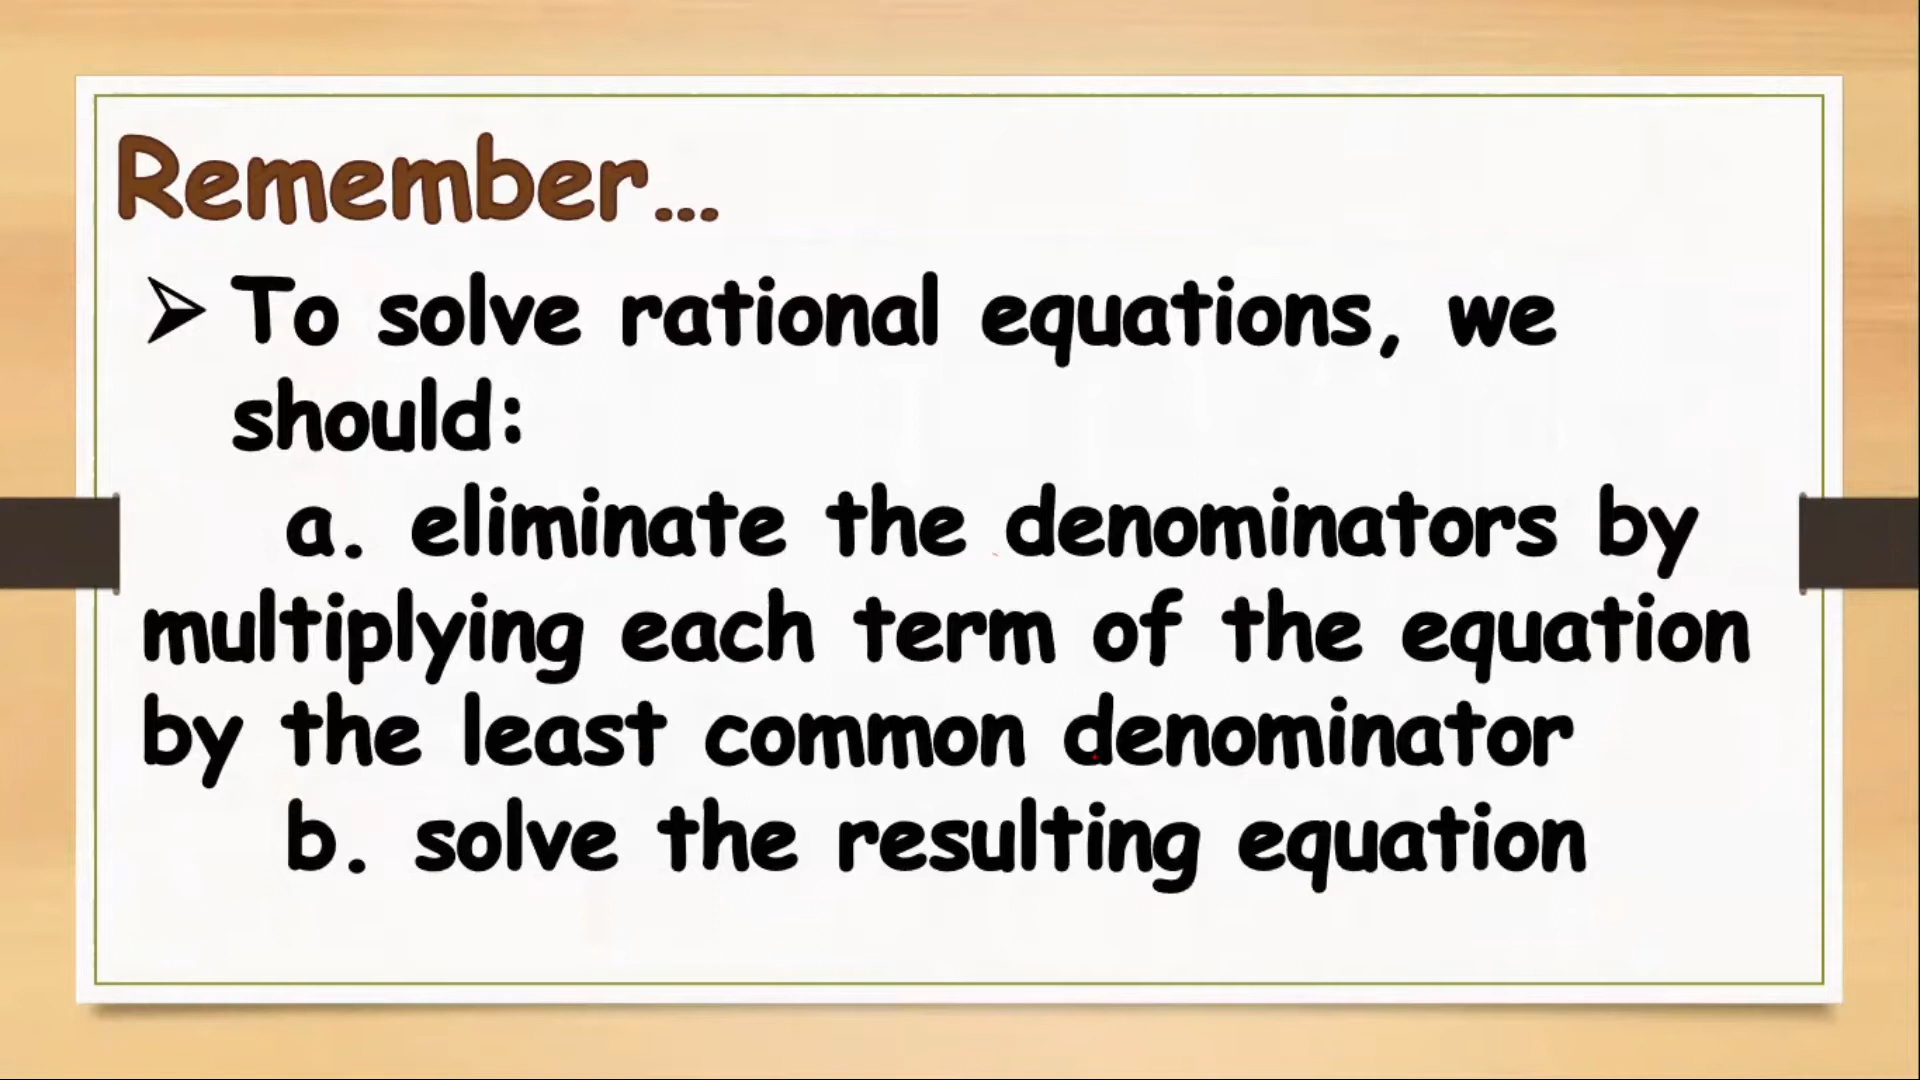 Remember...
➢ To solve rational equations, we
should:
a. eliminate the denominators by
multiplying each term of the equation
by the least common denominator
b. solve the resulting equation